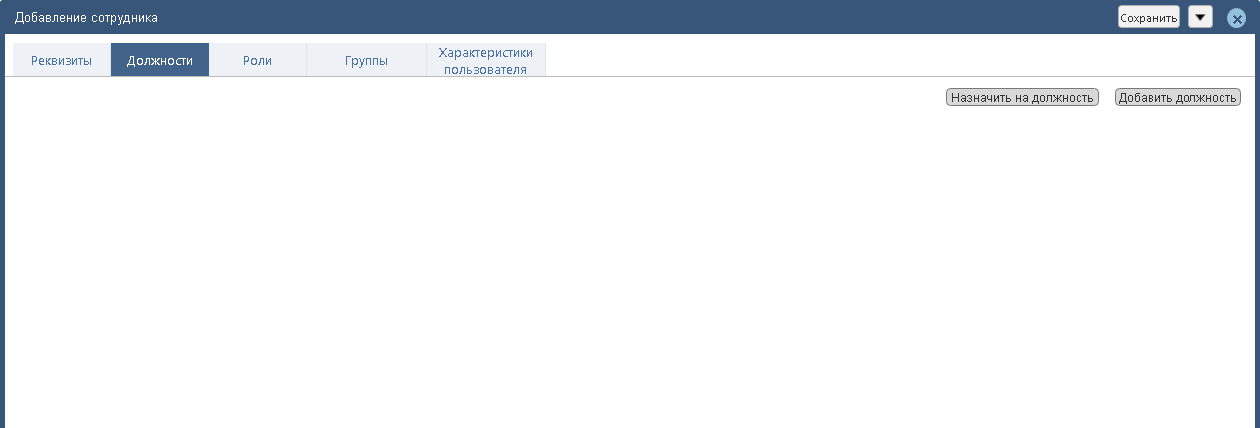 Добавление сотрудника
Сохранить
Реквизиты
Должности
Роли
Группы
Характеристики
пользователя
Назначить на должность
Добавить должность